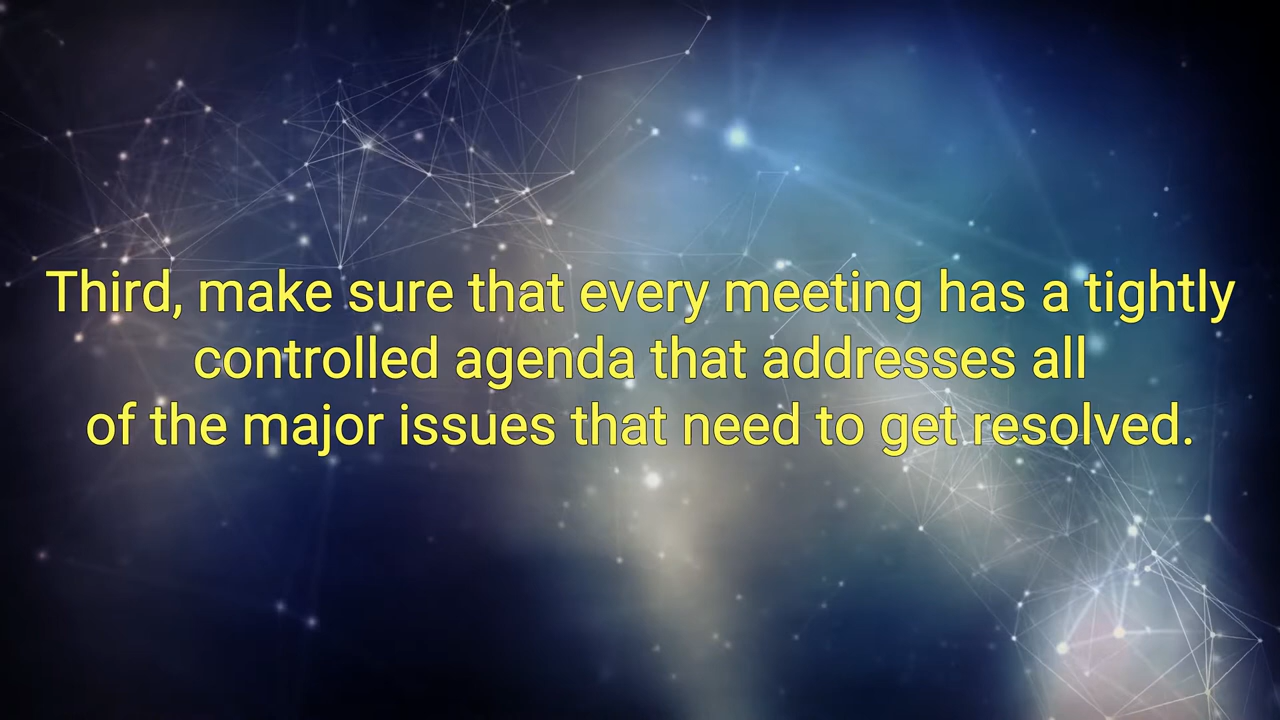 Third, make sure that every meeting has a tightly
controlled agenda that addresses all
of the major issues that need to get resolved.